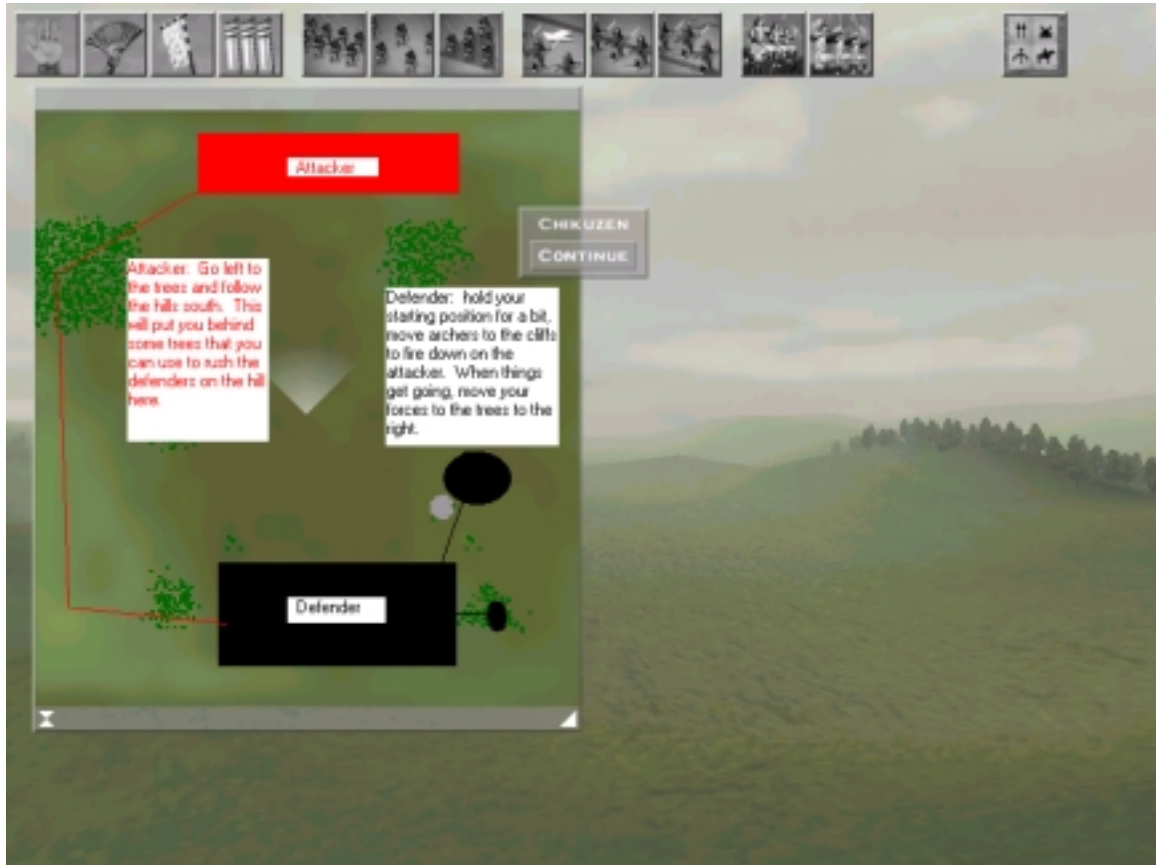 Attacker
CHIKUZEN
CONTINUE
Attacker: Go left to
the trees and follow
the hills south. This
will put you behind
some trees that you
can use to rush the
defenders on the hill
here.
Defender: hold your
starting position for a bit,
move archers to the cliffs
to fire down on the
attacker. When things
get going, move your
forces to the trees to the
right.
Defender